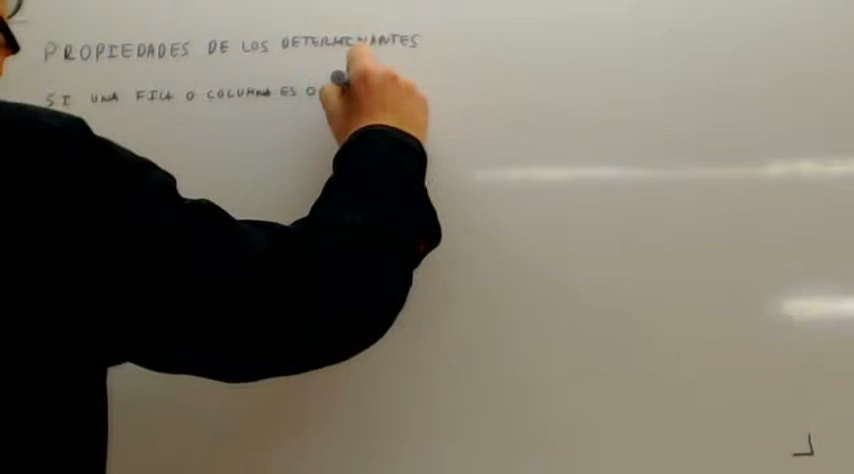 PROPIEDADES DE LOS DETERMINANTES
SI UNA FILA O COLUMNA ES O